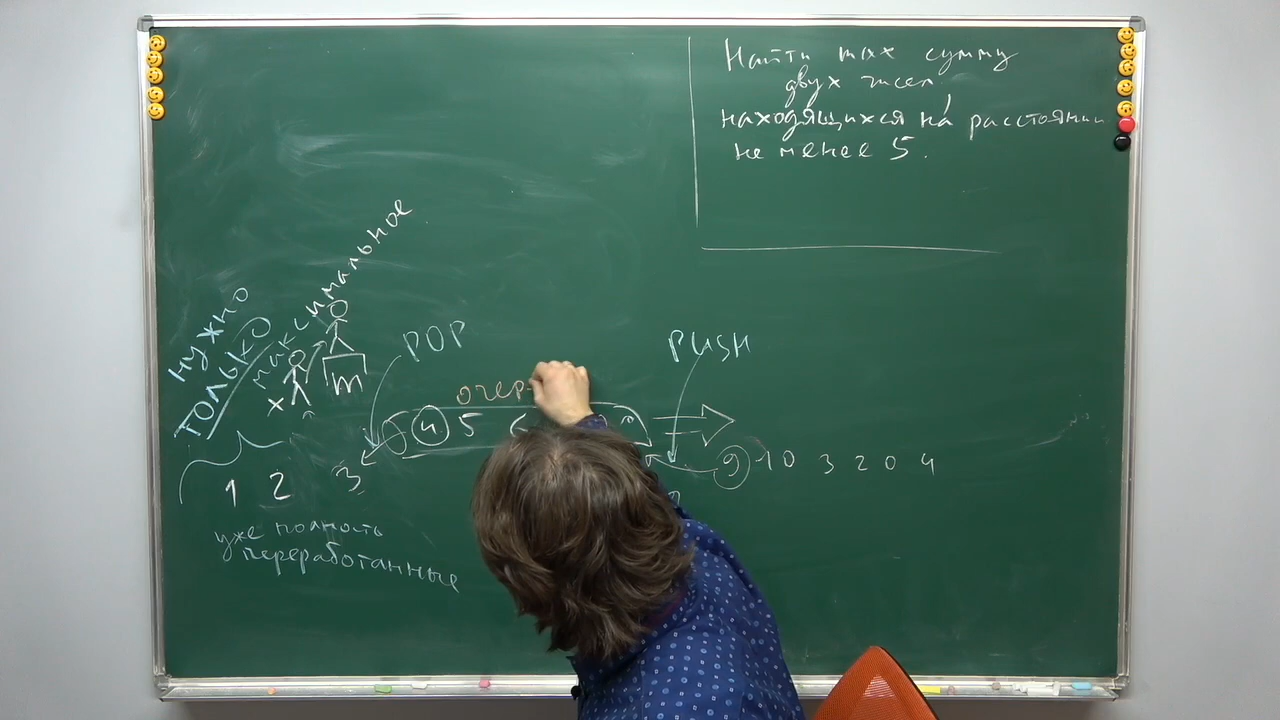 Найти max сумму
двух чисел,
находящихся на расстоянии
не менее 5.
нужно
только
максимальное
m
x
POP
PUSH
очер
4 5 6
9 10 3 2 0 4
1 2 3
уже полность
переработанные